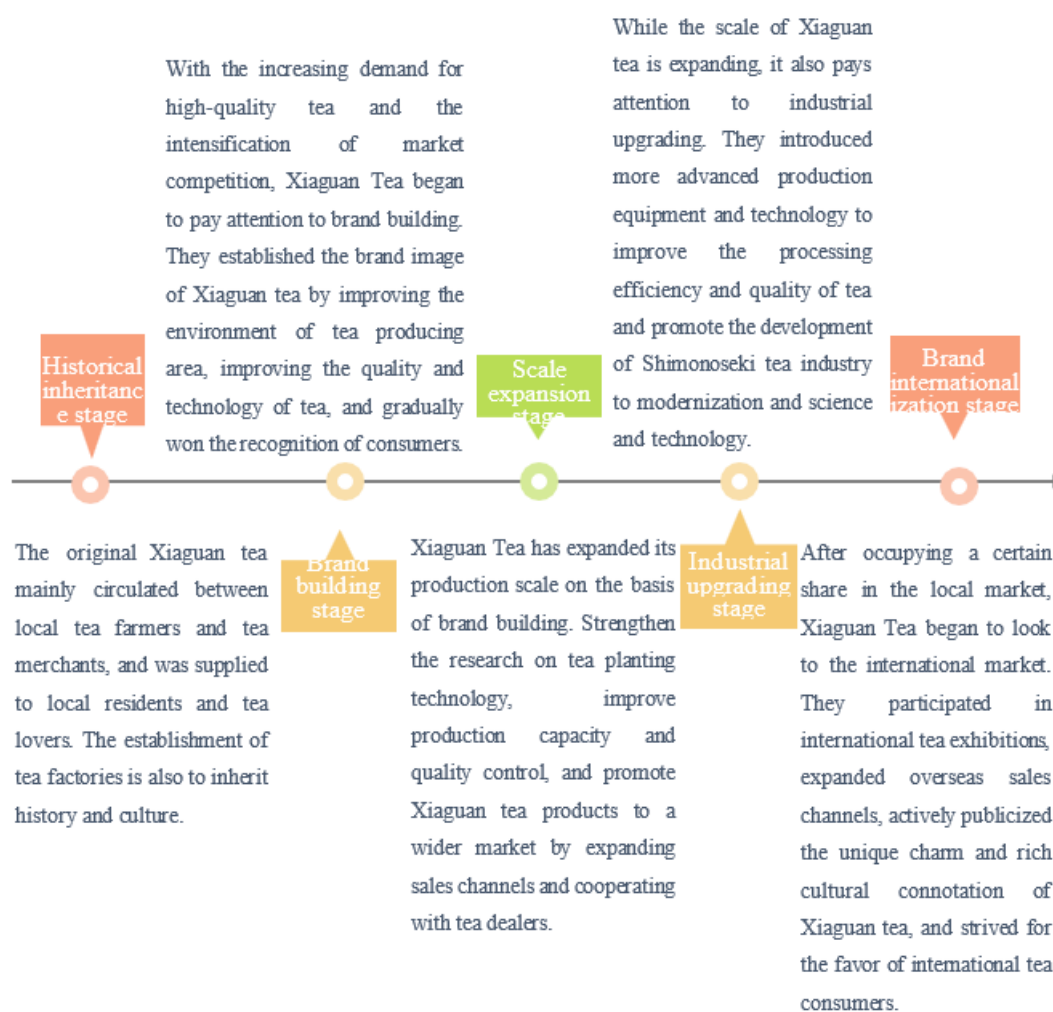 Historical
inheritanc
e stage
The original Xiaguan tea
mainly circulated between
local tea farmers and tea
merchants, and was supplied
to local residents and tea
lovers. The establishment of
tea factories is also to inherit
history and culture.
With the increasing demand for
high-quality tea and the
intensification of market
competition, Xiaguan Tea began
to pay attention to brand building.
They established the brand image
of Xiaguan tea by improving the
environment of tea producing
area, improving the quality and
technology of tea, and gradually
won the recognition of consumers.
Brand
building
stage
Scale
expansion
stage
Xiaguan Tea has expanded its
production scale on the basis
of brand building. Strengthen
the research on tea planting
technology, improve
production capacity and
quality control, and promote
Xiaguan tea products to a
wider market by expanding
sales channels and cooperating
with tea dealers.
While the scale of Xiaguan
tea is expanding, it also pays
attention to industrial
upgrading. They introduced
more advanced production
equipment and technology to
improve the processing
efficiency and quality of tea
and promote the development
of Shimonoseki tea industry
to modernization and science
and technology.
Industrial
upgrading
stage
Brand
international
ization stage
After occupying a certain
share in the local market,
Xiaguan Tea began to look
to the international market.
They participated in
international tea exhibitions,
expanded overseas sales
channels, actively publicized
the unique charm and rich
cultural connotation of
Xiaguan tea, and strived for
the favor of international tea
consumers.